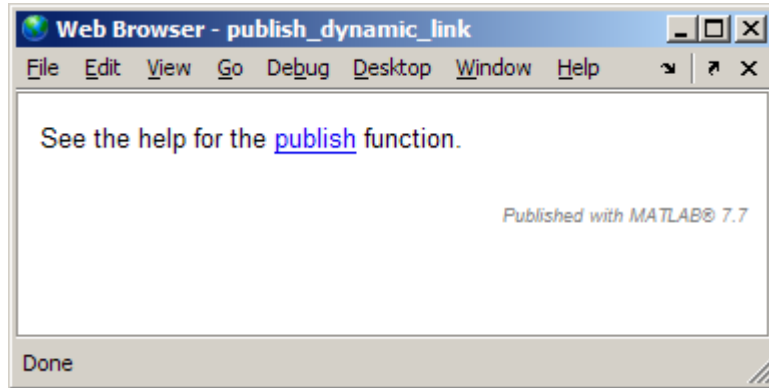 Web Browser - publish_dynamic_link
File Edit View Go Debug Desktop Window Help
See the help for the publish function.
Published with MATLAB® 7.7
Done